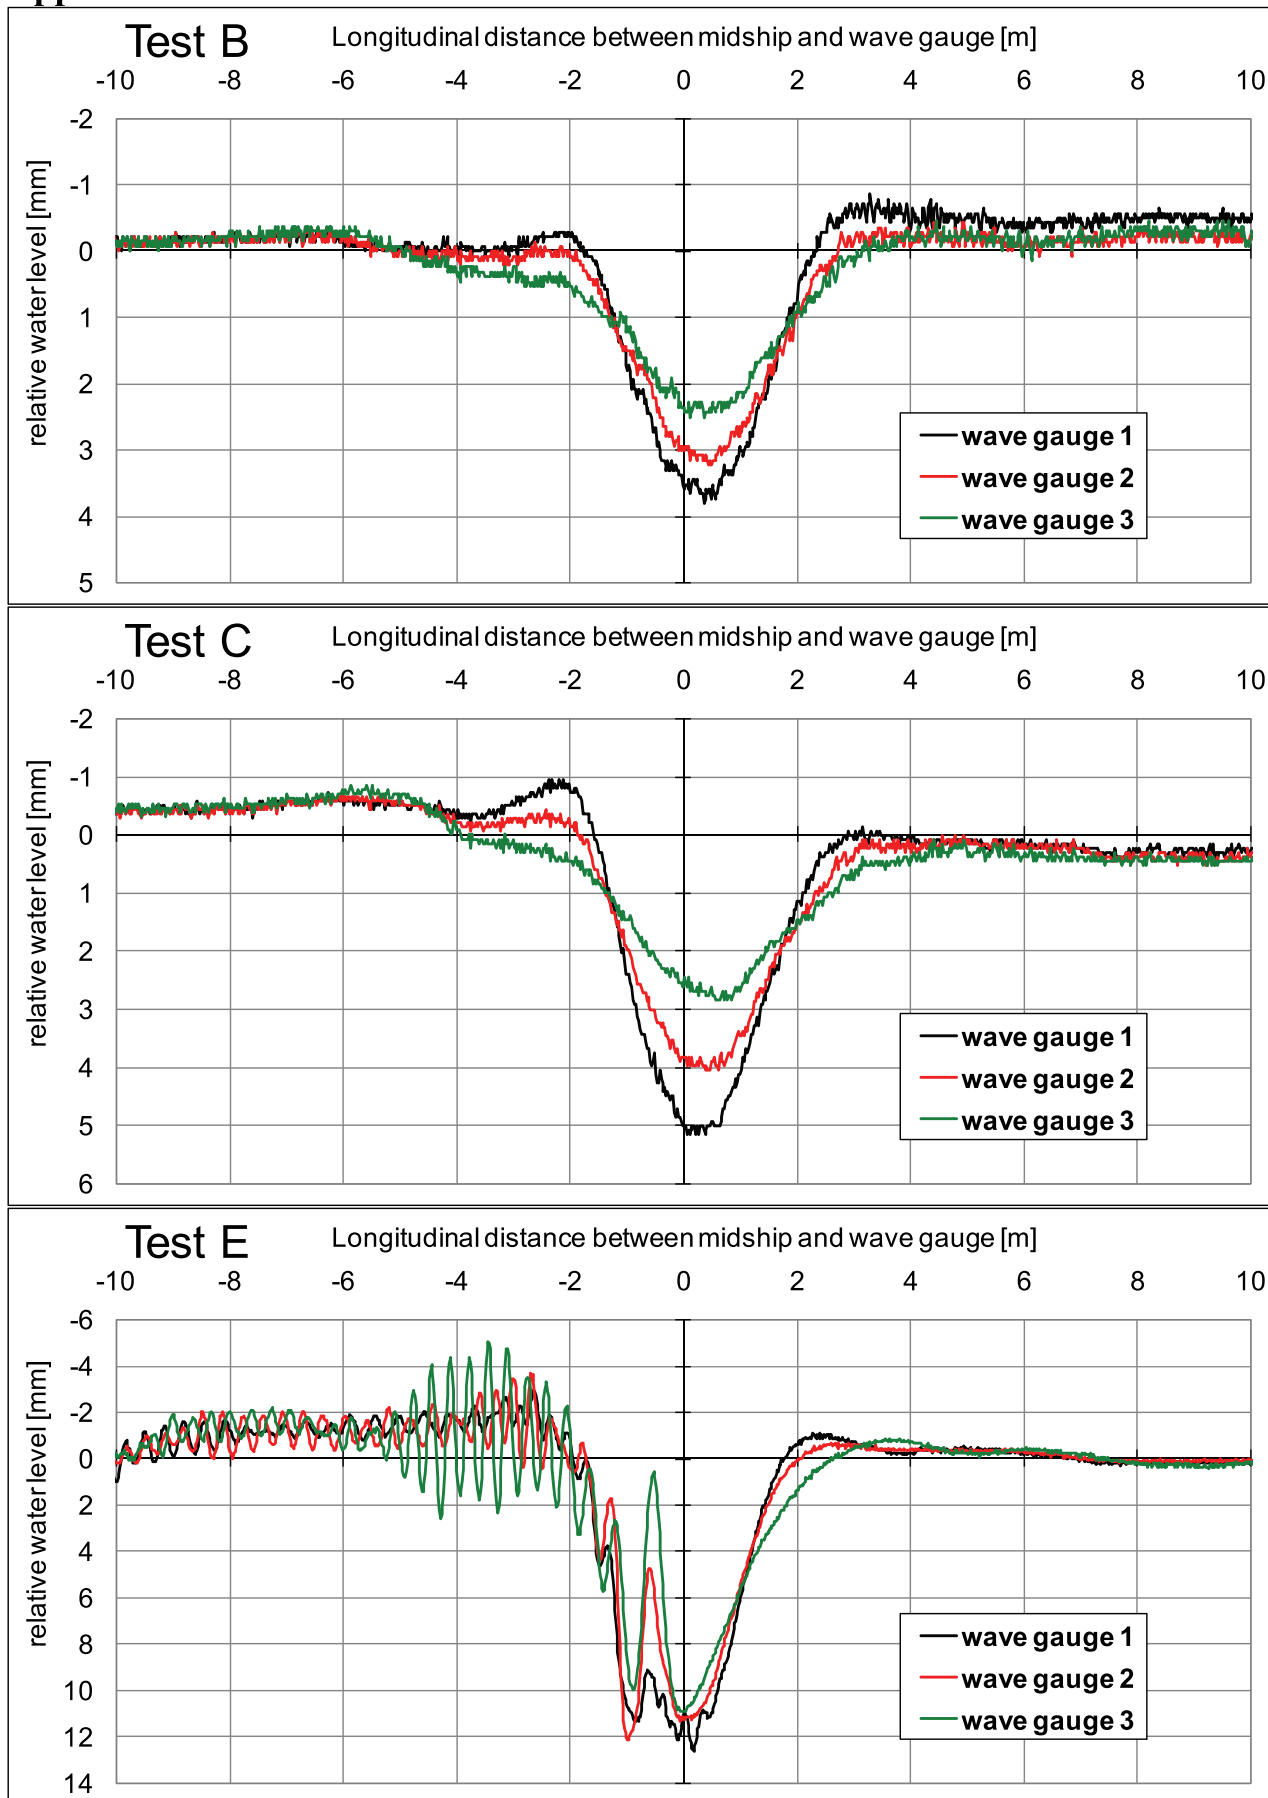 Test B
Longitudinal distance between midship and wave gauge [m]
-10 -8 -6 -4 -2 0 2 4 6 8 10
relative water level [mm]
-2
-1
0
1
2
3
4
5
wave gauge 1
wave gauge 2
wave gauge 3
Test C
Longitudinal distance between midship and wave gauge [m]
-10 -8 -6 -4 -2 0 2 4 6 8 10
relative water level [mm]
-2
-1
0
1
2
3
4
5
6
wave gauge 1
wave gauge 2
wave gauge 3
Test E
Longitudinal distance between midship and wave gauge [m]
-10 -8 -6 -4 -2 0 2 4 6 8 10
relative water level [mm]
-6
-4
-2
0
2
4
6
8
10
12
14
wave gauge 1
wave gauge 2
wave gauge 3